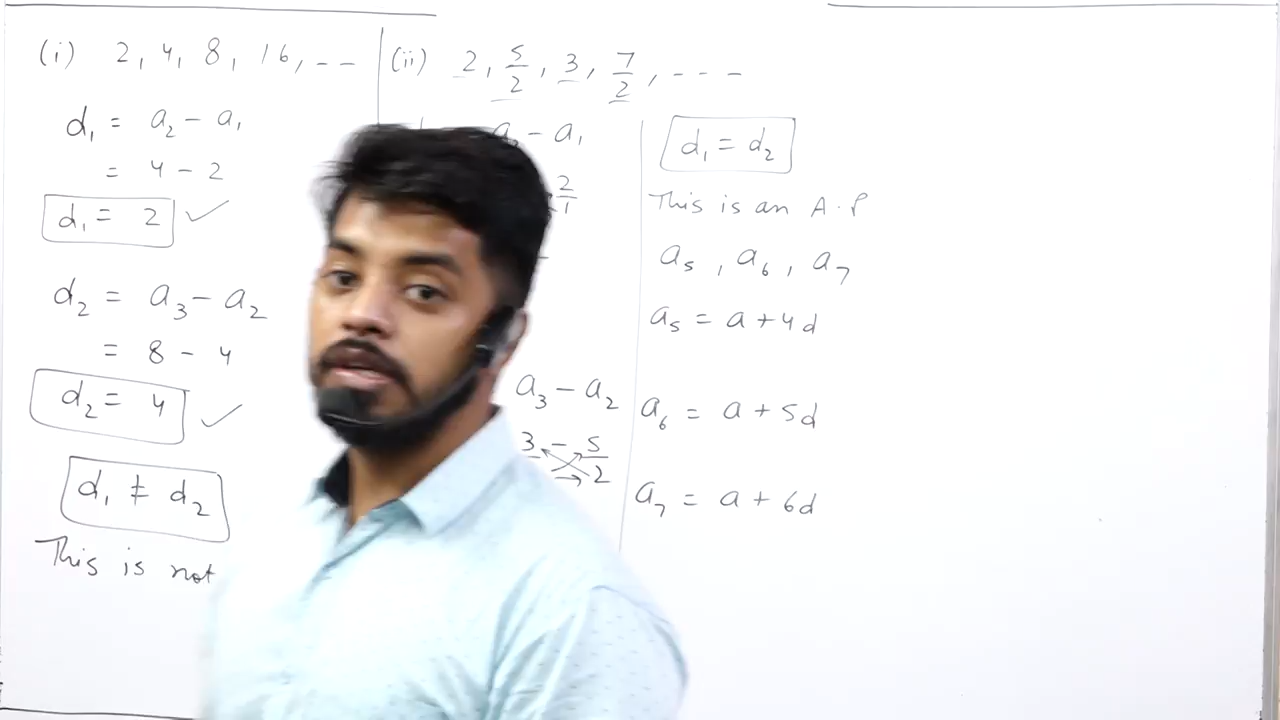 (i) 2, 4, 8, 16, - -
d₁ = a₂ - a₁
= 4 - 2
d₁ = 2 ✓
d₂ = a₃ - a₂
= 8 - 4
d₂ = 4 ✓
d₁ ≠ d₂
This is not
(ii) 2, 5/2, 3, 7/2, - - -
- a₁
2/1
a₃ - a₂
3 - 5/2
d₁ = d₂
This is an A.P
a₅, a₆, a₇
a₅ = a + 4d
a₆ = a + 5d
a₇ = a + 6d